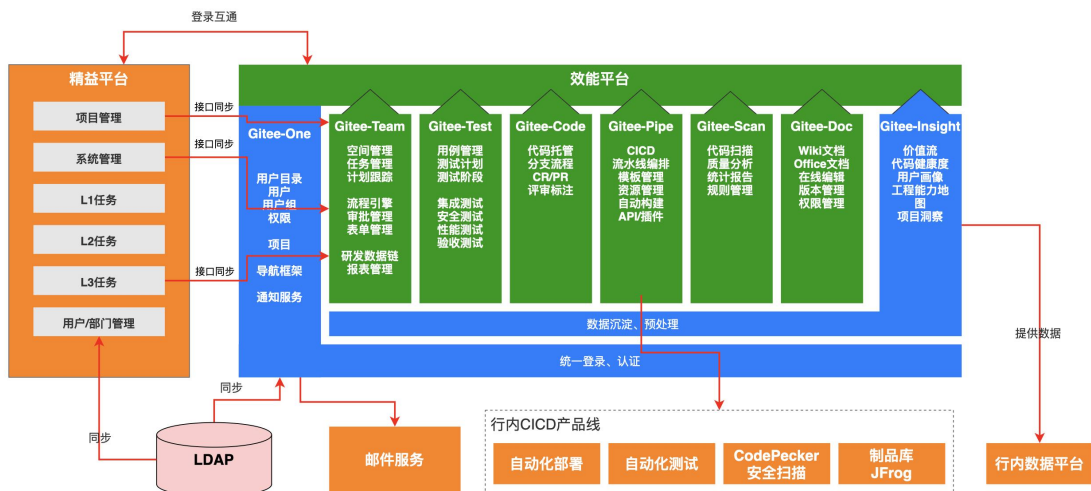 登录互通
精益平台
项目管理
系统管理
L1任务
L2任务
L3任务
用户/部门管理
接口同步
接口同步
接口同步
效能平台
Gitee-One
用户目录
用户
用户组
权限
项目
导航框架
通知服务
Gitee-Team
空间管理
任务管理
计划跟踪
流程引擎
审批管理
表单管理
研发数据链
报表管理
Gitee-Test
用例管理
测试计划
测试阶段
集成测试
安全测试
性能测试
验收测试
Gitee-Code
代码托管
分支流程
CR/PR
评审标注
Gitee-Pipe
CICD
流水线编排
模板管理
资源管理
自动构建
API/插件
Gitee-Scan
代码扫描
质量分析
统计报告
规则管理
Gitee-Doc
Wiki文档
Office文档
在线编辑
版本管理
权限管理
Gitee-Insight
价值流
代码健康度
用户画像
工程能力地
图
项目洞察
数据沉淀、预处理
统一登录、认证
提供数据
同步
同步
LDAP
邮件服务
行内CICD产品线
自动化部署
自动化测试
CodePecker
安全扫描
制品库
JFrog
行内数据平台